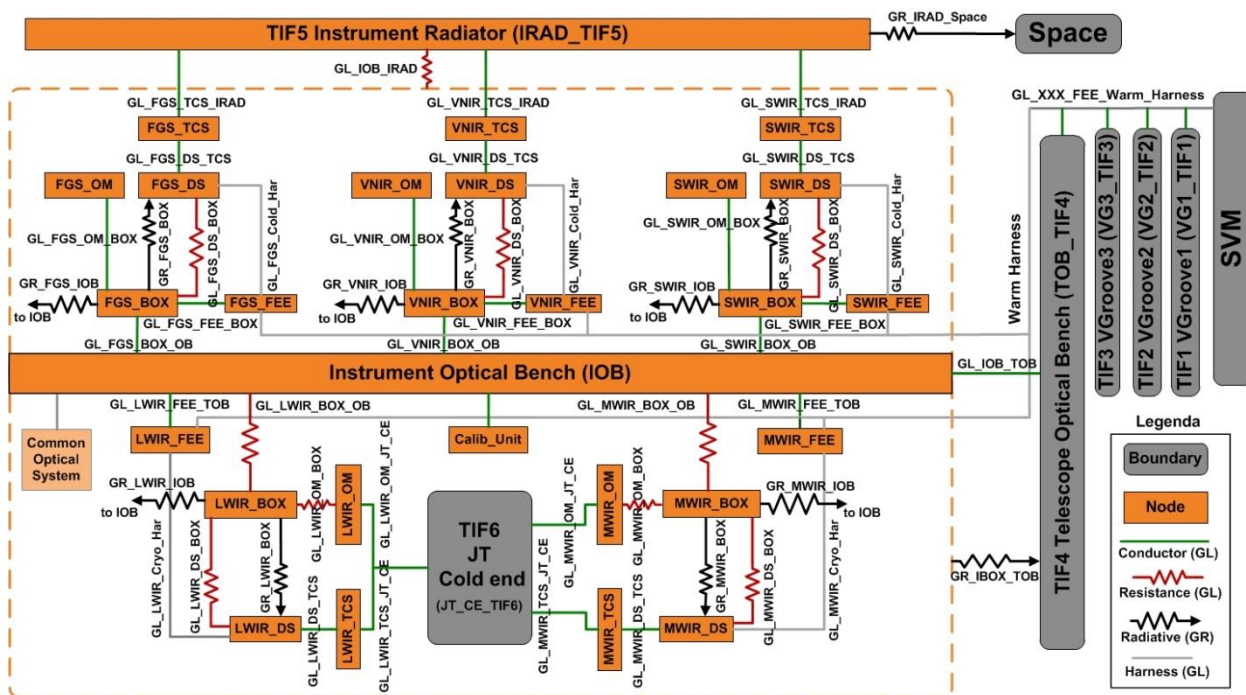 TIF5 Instrument Radiator (IRAD_TIF5)
GR_IRAD_Space
Space
GL_IOB_IRAD
GL_FGS_TCS_IRAD
GL_VNIR_TCS_IRAD
GL_SWIR_TCS_IRAD
GL_XXX_FEE_Warm_Harness
FGS_TCS
VNIR_TCS
SWIR_TCS
GL_FGS_DS_TCS
GL_VNIR_DS_TCS
GL_SWIR_DS_TCS
FGS_OM
FGS_DS
VNIR_OM
VNIR_DS
SWIR_OM
SWIR_DS
GL_FGS_OM_BOX
GR_FGS_BOX
GL_FGS_DS_BOX
GL_FGS_Cold_Har
GL_VNIR_OM_BOX
GR_VNIR_BOX
GL_VNIR_DS_BOX
GL_VNIR_Cold_Har
GL_SWIR_OM_BOX
GR_SWIR_BOX
GL_SWIR_DS_BOX
GL_SWIR_Cold_Har
GR_FGS_IOB
to IOB
FGS_BOX
FGS_FEE
GR_VNIR_IOB
to IOB
VNIR_BOX
VNIR_FEE
GR_SWIR_IOB
to IOB
SWIR_BOX
SWIR_FEE
GL_FGS_FEE_BOX
GL_VNIR_FEE_BOX
GL_SWIR_FEE_BOX
GL_FGS_BOX_OB
GL_VNIR_BOX_OB
GL_SWIR_BOX_OB
Warm Harness
TIF4 Telescope Optical Bench (TOB_TIF4)
TIF3 VGroove3 (VG3_TIF3)
TIF2 VGroove2 (VG2_TIF2)
TIF1 VGroove1 (VG1_TIF1)
SVM
Instrument Optical Bench (IOB)
GL_IOB_TOB
GL_LWIR_FEE_TOB
GL_LWIR_BOX_OB
GL_MWIR_BOX_OB
GL_MWIR_FEE_TOB
Common
Optical
System
LWIR_FEE
Calib_Unit
MWIR_FEE
GR_LWIR_IOB
to IOB
LWIR_BOX
GL_LWIR_OM_BOX
LWIR_OM
GL_LWIR_OM_JT_CE
TIF6
JT
Cold end
(JT_CE_TIF6)
GL_MWIR_OM_JT_CE
MWIR_OM
GL_MWIR_OM_BOX
MWIR_BOX
GR_MWIR_IOB
to IOB
GL_LWIR_Cryo_Har
GL_LWIR_DS_BOX
GR_LWIR_BOX
GL_LWIR_DS_TCS
LWIR_TCS
GL_LWIR_TCS_JT_CE
LWIR_DS
GL_MWIR_TCS_JT_CE
MWIR_TCS
GL_MWIR_DS_TCS
GR_MWIR_BOX
GL_MWIR_DS_BOX
GL_MWIR_Cryo_Har
MWIR_DS
GR_IBOX_TOB
Legenda
Boundary
Node
Conductor (GL)
Resistance (GL)
Radiative (GR)
Harness (GL)